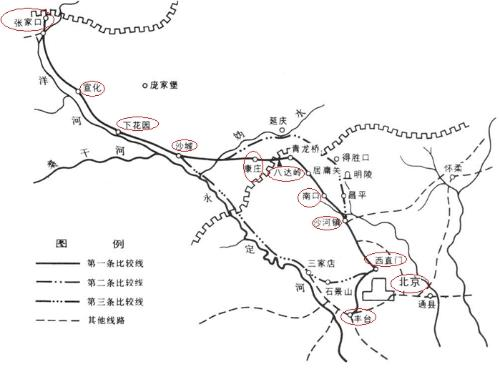 张家口
洋
河
宣化
庞家堡
下花园
桑
干
河
沙城
延庆
妫
水
康庄
青龙桥
八达岭
居庸关
得胜口
明陵
南口
昌平
怀柔
永
定
河
沙河镇
三家店
石景山
西直门
北京
通县
丰台
图 例
第一条比较线
第二条比较线
第三条比较线
其他线路